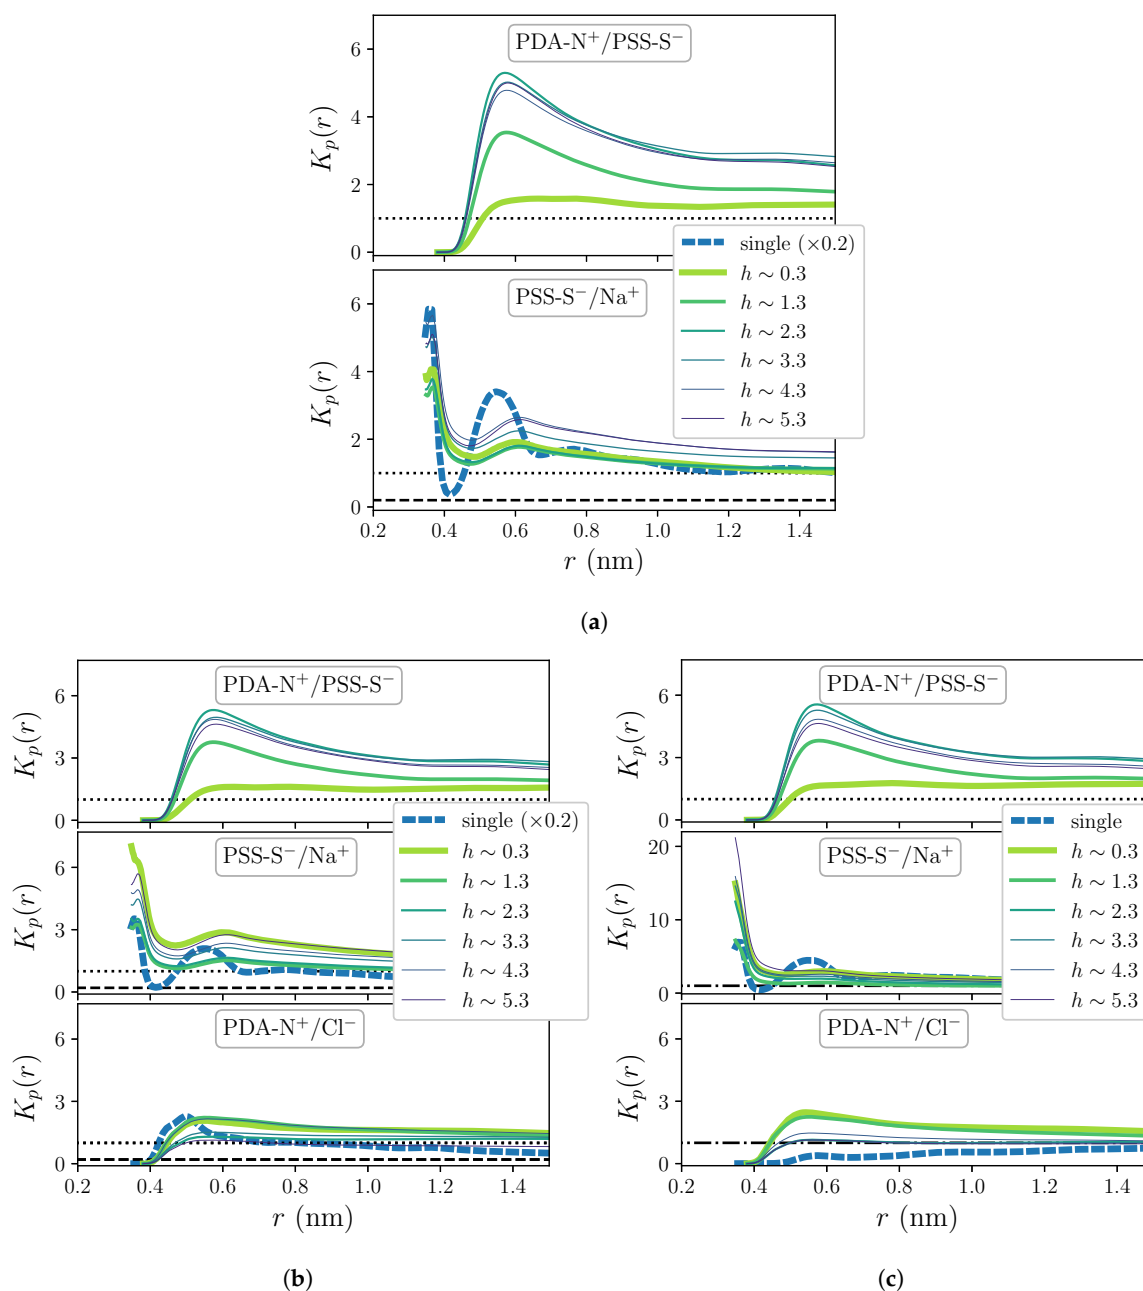 PDA-N⁺/PSS-S⁻
6
4
2
0
K_p(r)
PSS-S⁻/Na⁺
6
4
2
0
K_p(r)
0.2 0.4 0.6 0.8 1.0 1.2 1.4
r (nm)
single (×0.2)
h ∼ 0.3
h ∼ 1.3
h ∼ 2.3
h ∼ 3.3
h ∼ 4.3
h ∼ 5.3
(a)
PDA-N⁺/PSS-S⁻
6
3
0
K_p(r)
PSS-S⁻/Na⁺
6
3
0
K_p(r)
PDA-N⁺/Cl⁻
6
3
0
K_p(r)
0.2 0.4 0.6 0.8 1.0 1.2 1.4
r (nm)
single (×0.2)
h ∼ 0.3
h ∼ 1.3
h ∼ 2.3
h ∼ 3.3
h ∼ 4.3
h ∼ 5.3
(b)
PDA-N⁺/PSS-S⁻
6
3
0
K_p(r)
PSS-S⁻/Na⁺
20
10
0
K_p(r)
PDA-N⁺/Cl⁻
6
3
0
K_p(r)
0.2 0.4 0.6 0.8 1.0 1.2 1.4
r (nm)
single
h ∼ 0.3
h ∼ 1.3
h ∼ 2.3
h ∼ 3.3
h ∼ 4.3
h ∼ 5.3
(c)